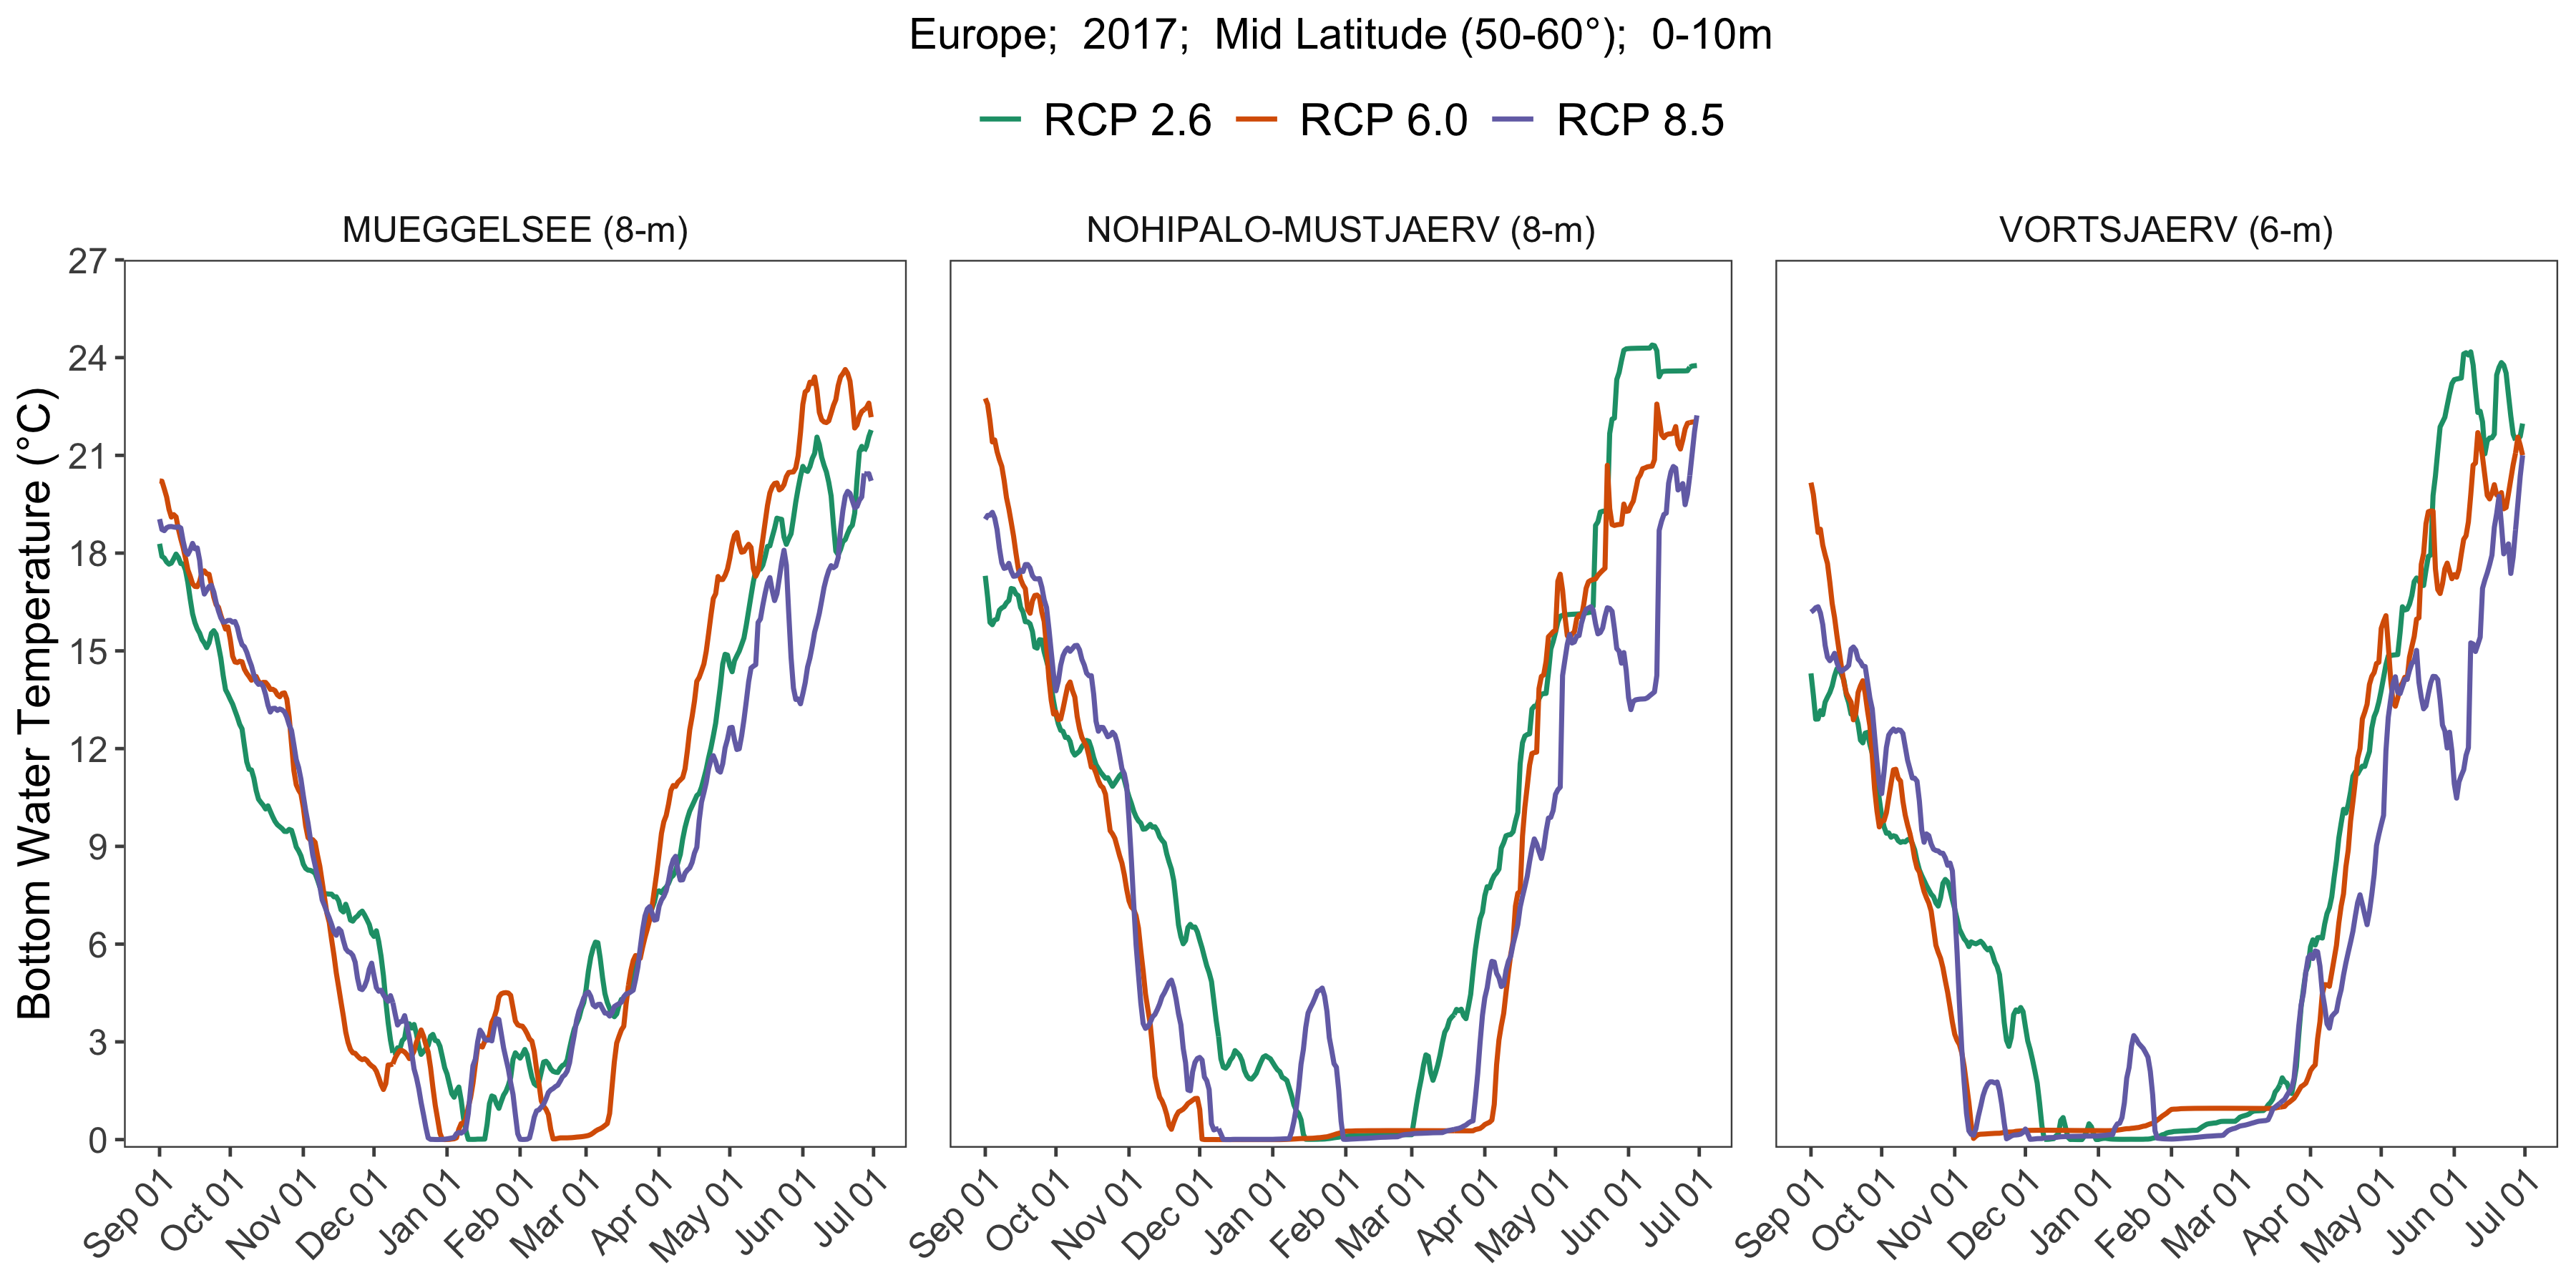 Europe;  2017;  Mid Latitude (50-60°);  0-10m
RCP 2.6 RCP 6.0 RCP 8.5
MUEGGELSEE (8-m)
NOHIPALO-MUSTJAERV (8-m)
VORTSJAERV (6-m)
Bottom Water Temperature (°C)
27
24
21
18
15
12
9
6
3
0
Sep 01 Oct 01 Nov 01 Dec 01 Jan 01 Feb 01 Mar 01 Apr 01 May 01 Jun 01 Jul 01
Sep 01 Oct 01 Nov 01 Dec 01 Jan 01 Feb 01 Mar 01 Apr 01 May 01 Jun 01 Jul 01
Sep 01 Oct 01 Nov 01 Dec 01 Jan 01 Feb 01 Mar 01 Apr 01 May 01 Jun 01 Jul 01